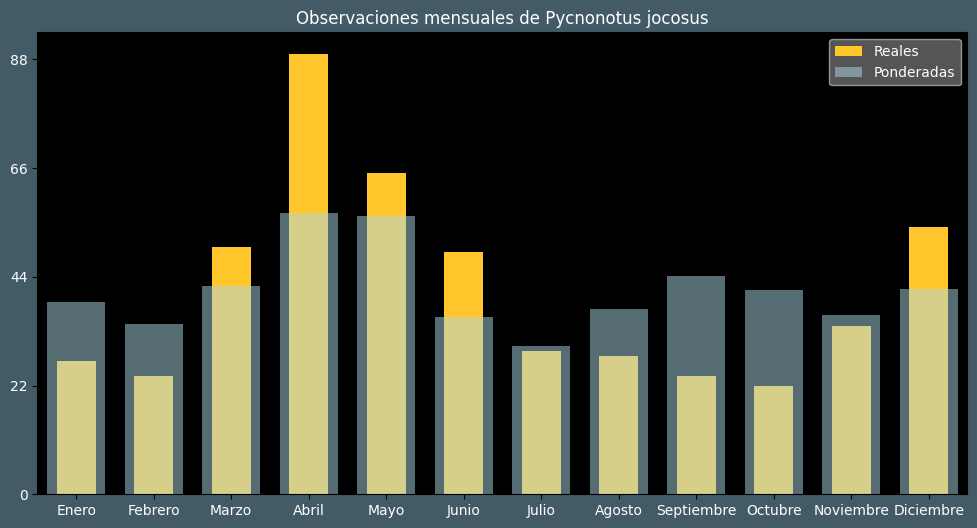 Observaciones mensuales de Pycnonotus jocosus
Reales
Ponderadas
88
66
44
22
0
Enero Febrero Marzo Abril Mayo Junio Julio Agosto Septiembre Octubre Noviembre Diciembre